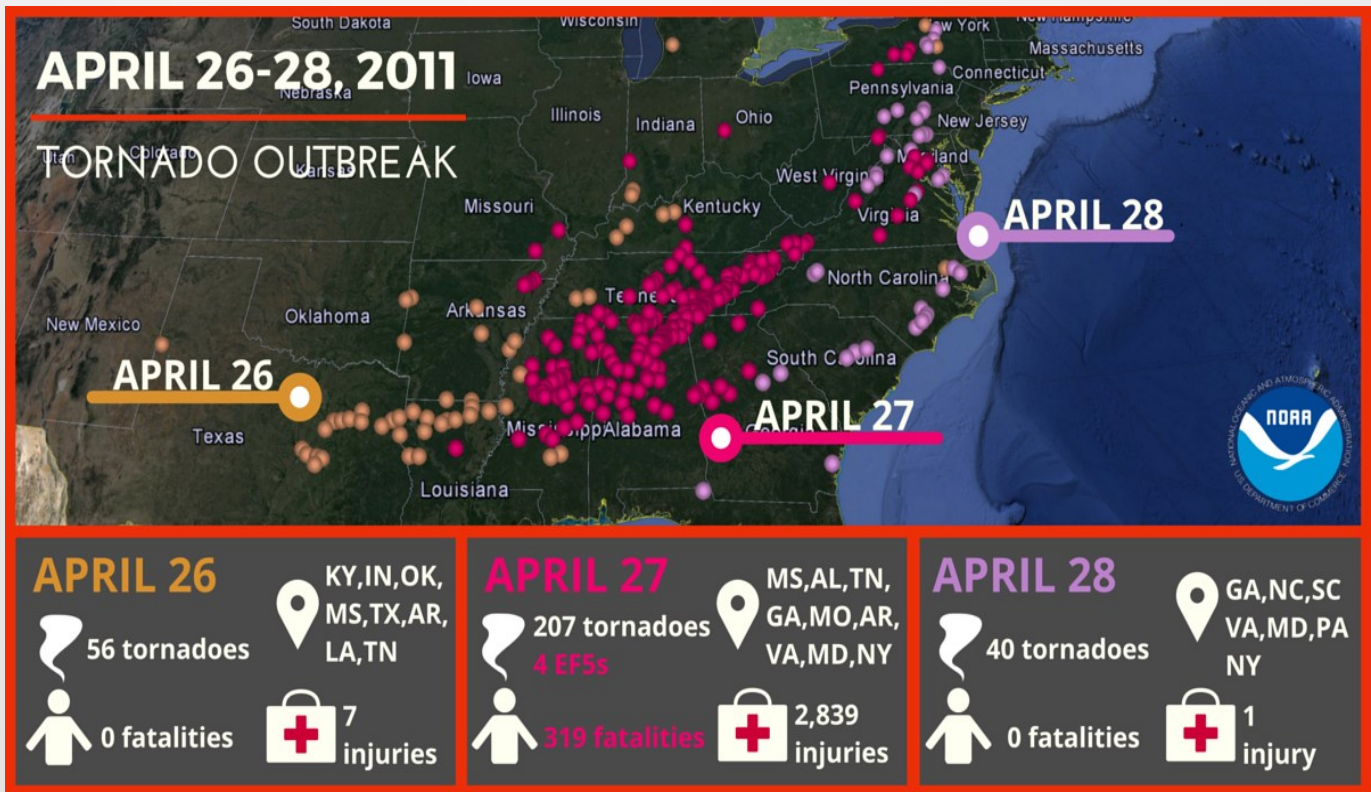 South Dakota
Wisconsin
New York
New Hampshire
Massachusetts
APRIL 26-28, 2011
Iowa
Nebraska
Connecticut
Pennsylvania
Illinois
Indiana
Ohio
New Jersey
TORNADO OUTBREAK
Utah
Colorado
Kansas
Maryland
West Virginia
Missouri
Kentucky
Virginia
APRIL 28
North Carolina
Tennes
Oklahoma
Arkansas
New Mexico
South Carolina
APRIL 26
APRIL 27
Texas
Mississippi
Alabama
Georgia
Louisiana
NOAA
NATIONAL OCEANIC AND ATMOSPHERIC ADMINISTRATION
U.S. DEPARTMENT OF COMMERCE
APRIL 26
56 tornadoes
KY,IN,OK,
MS,TX,AR,
LA,TN
0 fatalities
7
injuries
APRIL 27
207 tornadoes
4 EF5s
MS,AL,TN,
GA,MO,AR,
VA,MD,NY
319 fatalities
2,839
injuries
APRIL 28
40 tornadoes
GA,NC,SC
VA,MD,PA
NY
0 fatalities
1
injury